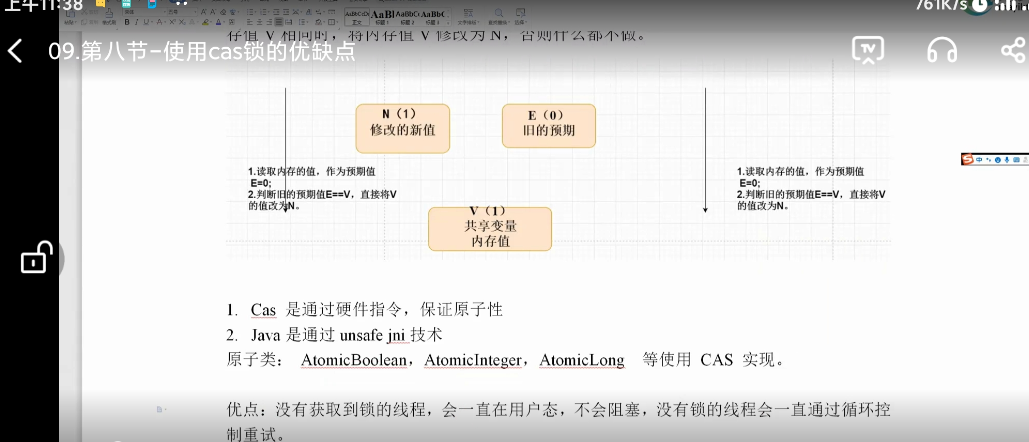 上午11:38
761K/s
存值 V 相同时，将内存值 V 修改为 N，否则什么都不做。
09.第八节-使用cas锁的优缺点
N（1）
修改的新值
E（0）
旧的预期
1.读取内存的值，作为预期值
E=0;
2.判断旧的预期值E==V，直接将V
的值改为N。
1.读取内存的值，作为预期值
E=0;
2.判断旧的预期值E==V，直接将V
的值改为N。
V（1）
共享变量
内存值
1. Cas 是通过硬件指令，保证原子性
2. Java 是通过 unsafe jni 技术
原子类： AtomicBoolean，AtomicInteger，AtomicLong 等使用 CAS 实现。
优点：没有获取到锁的线程，会一直在用户态，不会阻塞，没有锁的线程会一直通过循环控
制重试。